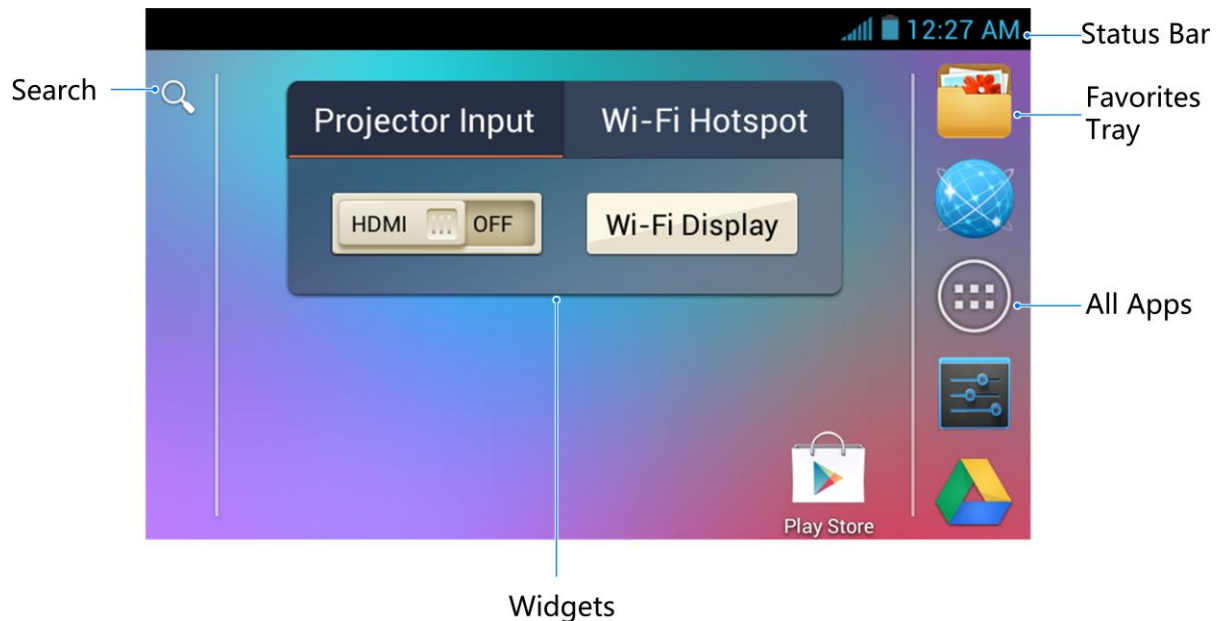 12:27 AM
Status Bar
Search
Projector Input
Wi-Fi Hotspot
Favorites
Tray
HDMI
OFF
Wi-Fi Display
All Apps
Play Store
Widgets